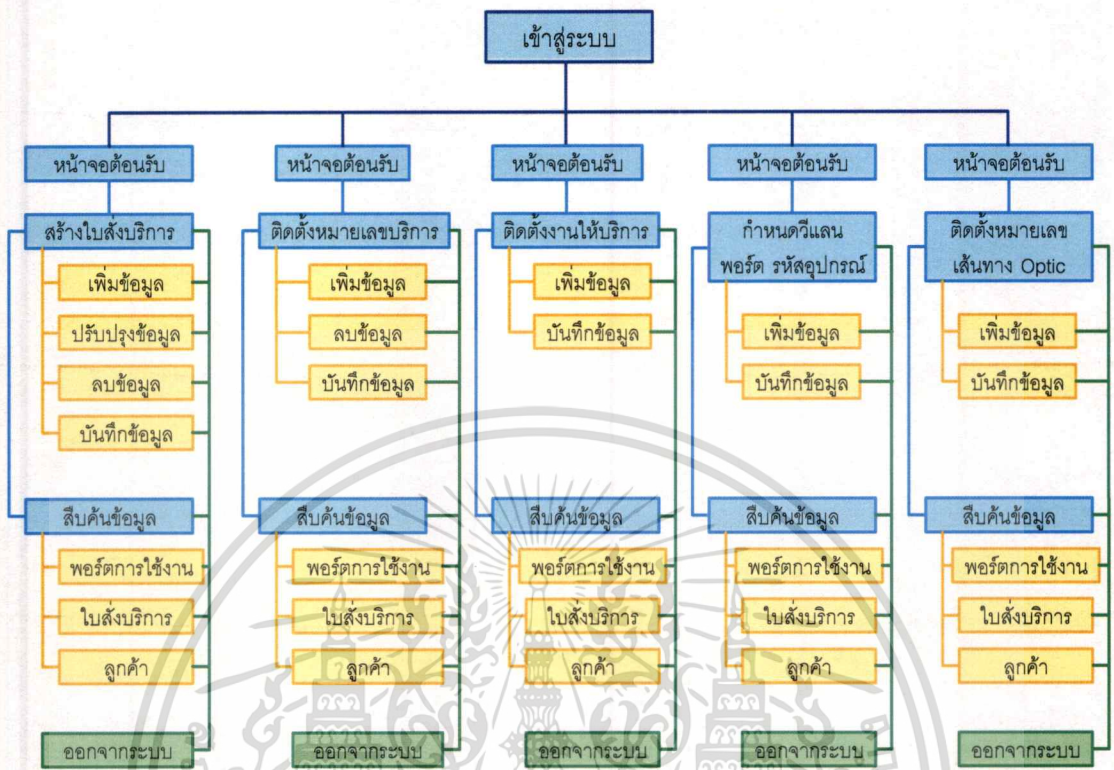 เข้าสู่ระบบ
หน้าจอต้อนรับ
สร้างใบสั่งบริการ
เพิ่มข้อมูล
ปรับปรุงข้อมูล
ลบข้อมูล
บันทึกข้อมูล
สืบค้นข้อมูล
พอร์ตการใช้งาน
ใบสั่งบริการ
ลูกค้า
ออกจากระบบ
หน้าจอต้อนรับ
ติดตั้งหมายเลขบริการ
เพิ่มข้อมูล
ลบข้อมูล
บันทึกข้อมูล
สืบค้นข้อมูล
พอร์ตการใช้งาน
ใบสั่งบริการ
ลูกค้า
ออกจากระบบ
หน้าจอต้อนรับ
ติดตั้งงานให้บริการ
เพิ่มข้อมูล
บันทึกข้อมูล
สืบค้นข้อมูล
พอร์ตการใช้งาน
ใบสั่งบริการ
ลูกค้า
ออกจากระบบ
หน้าจอต้อนรับ
กำหนดวีแลน
พอร์ต รหัสอุปกรณ์
เพิ่มข้อมูล
บันทึกข้อมูล
สืบค้นข้อมูล
พอร์ตการใช้งาน
ใบสั่งบริการ
ลูกค้า
ออกจากระบบ
หน้าจอต้อนรับ
ติดตั้งหมายเลข
เส้นทาง Optic
เพิ่มข้อมูล
บันทึกข้อมูล
สืบค้นข้อมูล
พอร์ตการใช้งาน
ใบสั่งบริการ
ลูกค้า
ออกจากระบบ